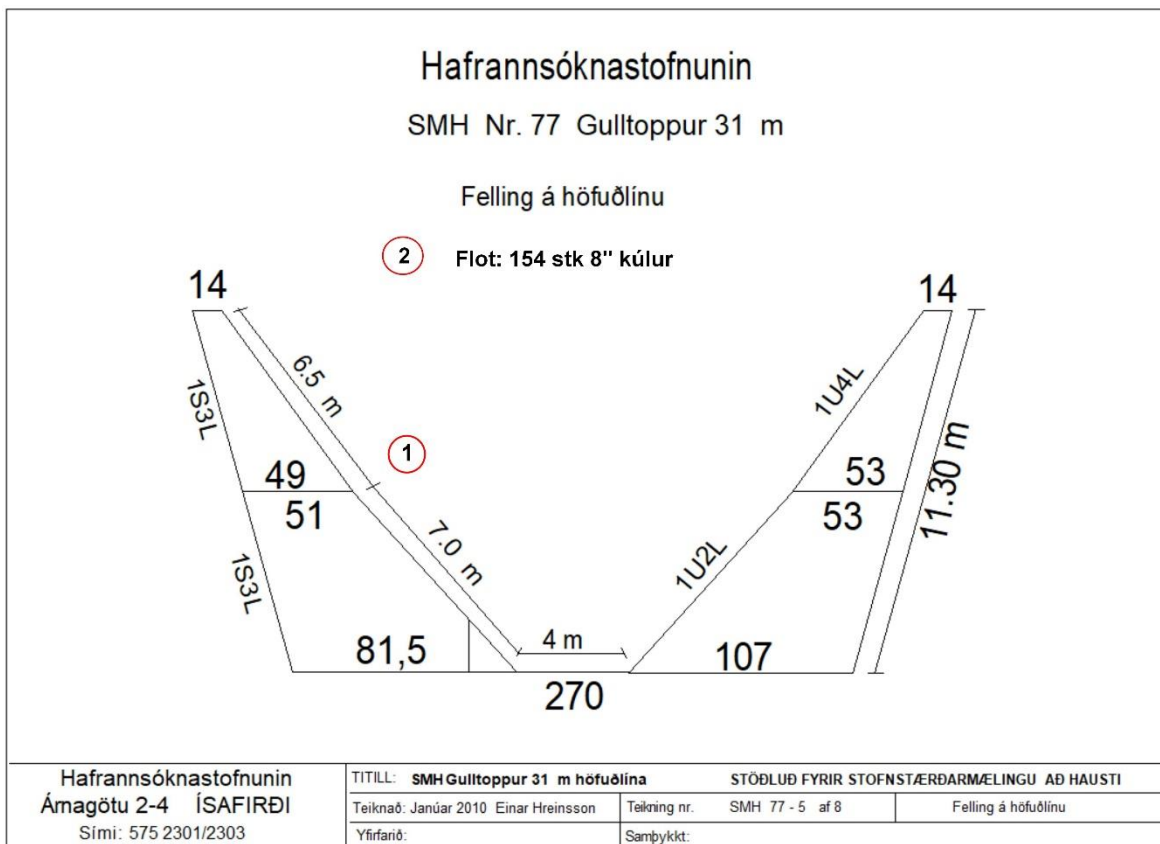 Hafrannsóknastofnunin
SMH Nr. 77 Gulltoppur 31 m
Felling á höfuðlínu
2 Flot: 154 stk 8" kúlur
14
14
6.5 m
1U4L
1S3L
1
49
53
51
53
11.30 m
7.0 m
1U2L
1S3L
81,5
4 m
107
270
Hafrannsóknastofnunin
Árnagötu 2-4 ÍSAFIRÐI
Sími: 575 2301/2303
TITILL: SMH Gulltoppur 31 m höfuðlína STÖÐLUÐ FYRIR STOFNSTÆRÐARMÆLINGU AÐ HAUSTI
Teiknað: Janúar 2010 Einar Hreinsson Teikning nr. SMH 77 - 5 af 8 Felling á höfuðlínu
Yfirfarið: Samþykkt: